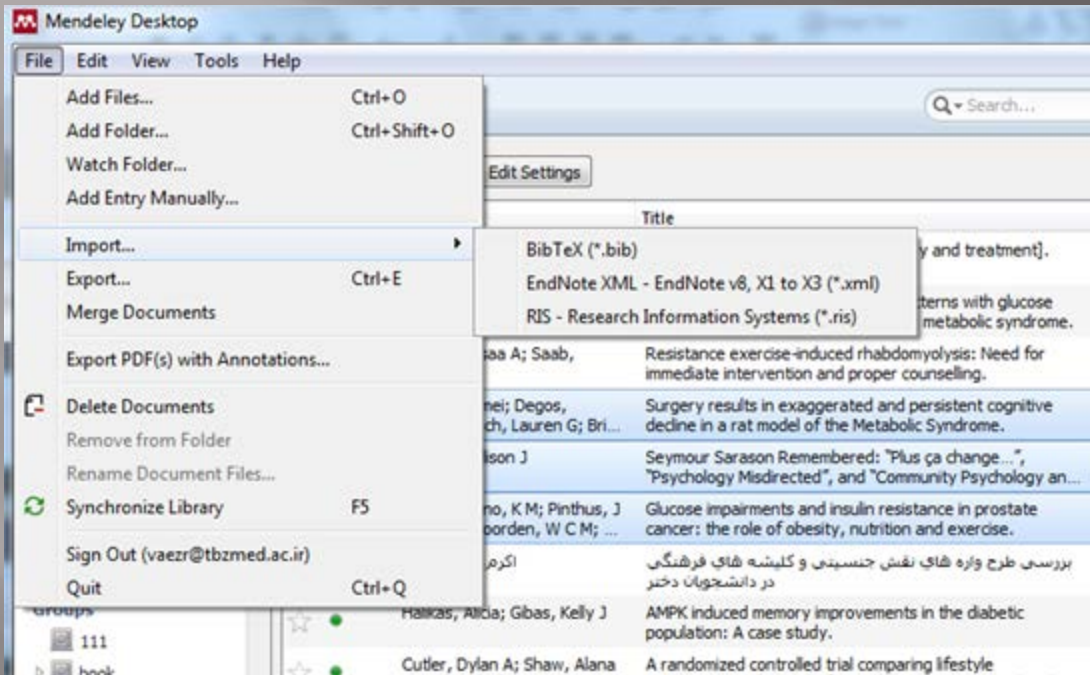 Mendeley Desktop
File Edit View Tools Help
Add Files... Ctrl+O
Add Folder... Ctrl+Shift+O
Watch Folder...
Add Entry Manually...
Import...
Export... Ctrl+E
Merge Documents
Export PDF(s) with Annotations...
Delete Documents
Remove from Folder
Rename Document Files...
Synchronize Library F5
Sign Out (vaezr@tbzmed.ac.ir)
Quit Ctrl+Q
BibTeX (*.bib)
EndNote XML - EndNote v8, X1 to X3 (*.xml)
RIS - Research Information Systems (*.ris)
Search...
Edit Settings
Title
y and treatment].
terns with glucose
metabolic syndrome.
saa A; Saab,
Resistance exercise-induced rhabdomyolysis: Need for
immediate intervention and proper counselling.
nei; Degos,
ch, Lauren G; Bri...
Surgery results in exaggerated and persistent cognitive
decline in a rat model of the Metabolic Syndrome.
ison J
Seymour Sarason Remembered: "Plus ça change...",
"Psychology Misdirected", and "Community Psychology an...
no, K M; Pinthus, J
oorden, W C M; ...
Glucose impairments and insulin resistance in prostate
cancer: the role of obesity, nutrition and exercise.
اکرم
بررسی طرح واره های نقش جنسیتی و کلیشه های فرهنگی
در دانشجویان دختر
Halikas, Alicia; Gibas, Kelly J
AMPK induced memory improvements in the diabetic
population: A case study.
Cutler, Dylan A; Shaw, Alana
A randomized controlled trial comparing lifestyle
Groups
111
book